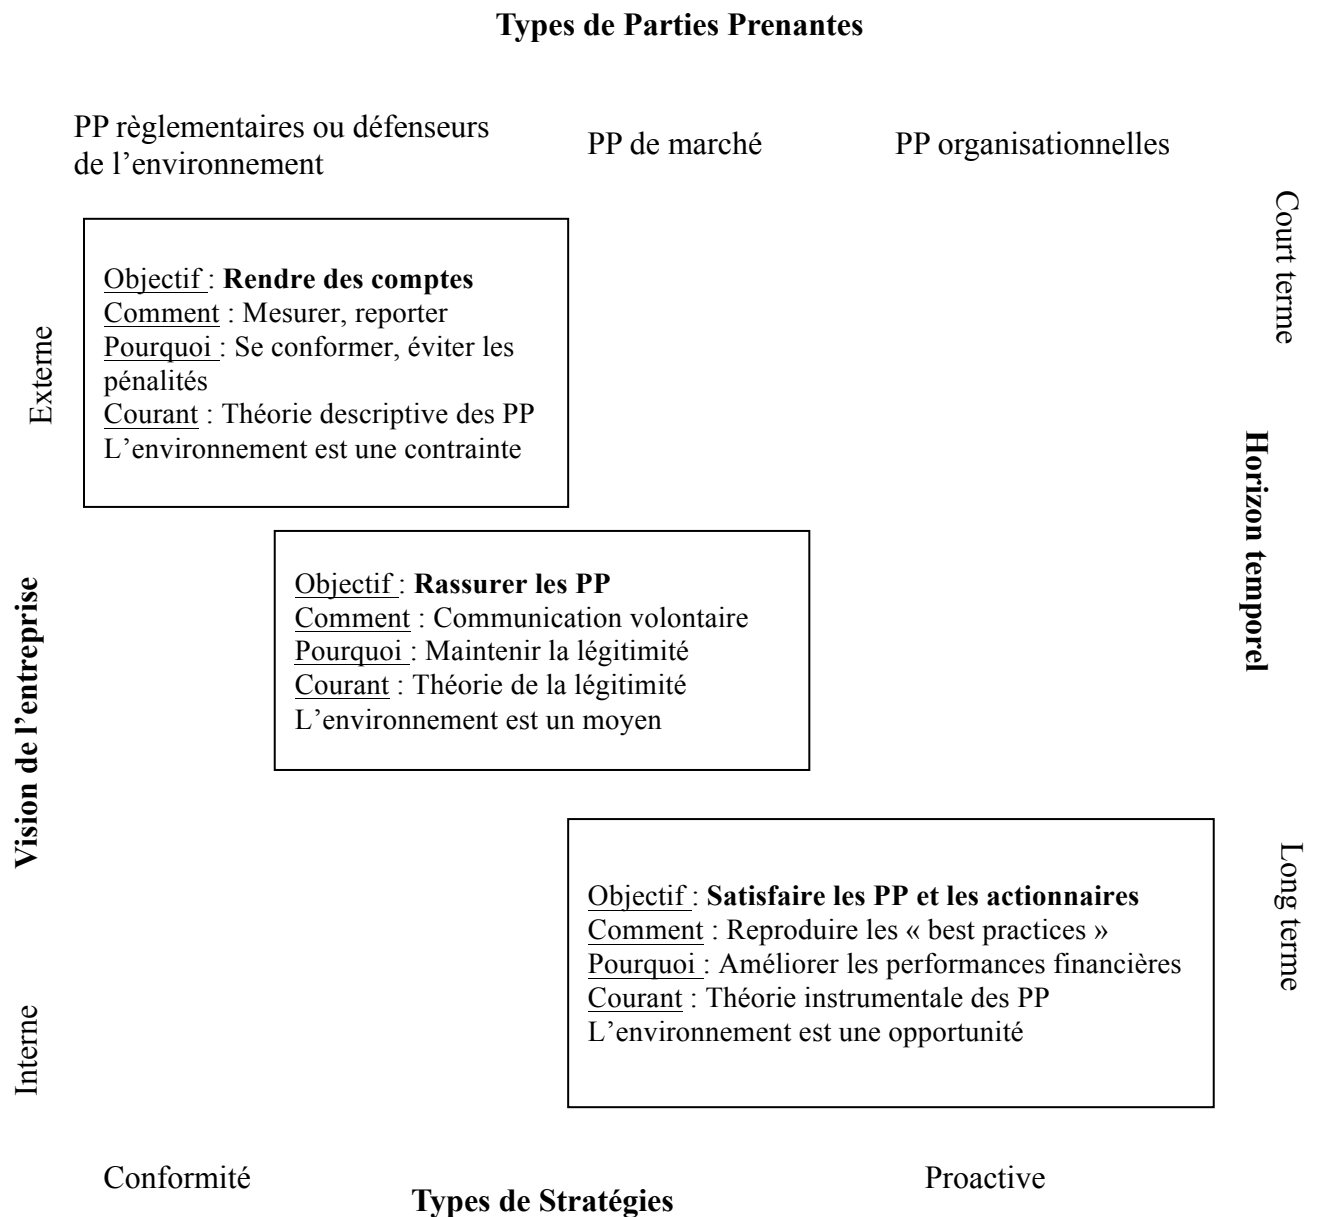 Types de Parties Prenantes
PP règlementaires ou défenseurs
de l’environnement
PP de marché
PP organisationnelles
Court terme
Externe
Objectif : Rendre des comptes
Comment : Mesurer, reporter
Pourquoi : Se conformer, éviter les
pénalités
Courant : Théorie descriptive des PP
L’environnement est une contrainte
Horizon temporel
Vision de l’entreprise
Objectif : Rassurer les PP
Comment : Communication volontaire
Pourquoi : Maintenir la légitimité
Courant : Théorie de la légitimité
L’environnement est un moyen
Long terme
Interne
Objectif : Satisfaire les PP et les actionnaires
Comment : Reproduire les « best practices »
Pourquoi : Améliorer les performances financières
Courant : Théorie instrumentale des PP
L’environnement est une opportunité
Conformité
Proactive
Types de Stratégies